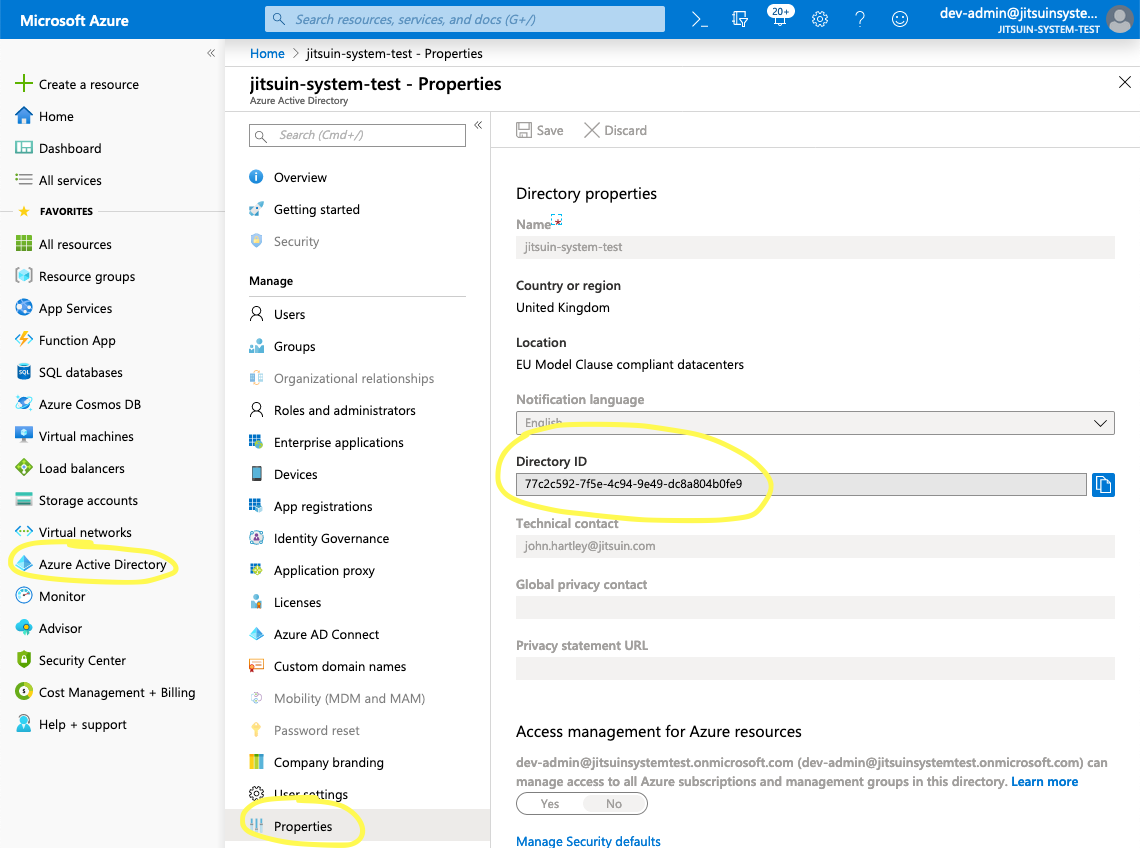 Microsoft Azure
Search resources, services, and docs (G+/)
20+
dev-admin@jitsuinsyste...
JITSUIN-SYSTEM-TEST
Create a resource
Home
Dashboard
All services
FAVORITES
All resources
Resource groups
App Services
Function App
SQL databases
Azure Cosmos DB
Virtual machines
Load balancers
Storage accounts
Virtual networks
Azure Active Directory
Monitor
Advisor
Security Center
Cost Management + Billing
Help + support
Home > jitsuin-system-test - Properties
jitsuin-system-test - Properties
Azure Active Directory
Search (Cmd+/)
Overview
Getting started
Security
Manage
Users
Groups
Organizational relationships
Roles and administrators
Enterprise applications
Devices
App registrations
Identity Governance
Application proxy
Licenses
Azure AD Connect
Custom domain names
Mobility (MDM and MAM)
Password reset
Company branding
User settings
Properties
Save
Discard
Directory properties
Name *
jitsuin-system-test
Country or region
United Kingdom
Location
EU Model Clause compliant datacenters
Notification language
English
Directory ID
77c2c592-7f5e-4c94-9e49-dc8a804b0fe9
Technical contact
john.hartley@jitsuin.com
Global privacy contact
Privacy statement URL
Access management for Azure resources
dev-admin@jitsuinsystemtest.onmicrosoft.com (dev-admin@jitsuinsystemtest.onmicrosoft.com) can
manage access to all Azure subscriptions and management groups in this directory. Learn more
Yes No
Manage Security defaults